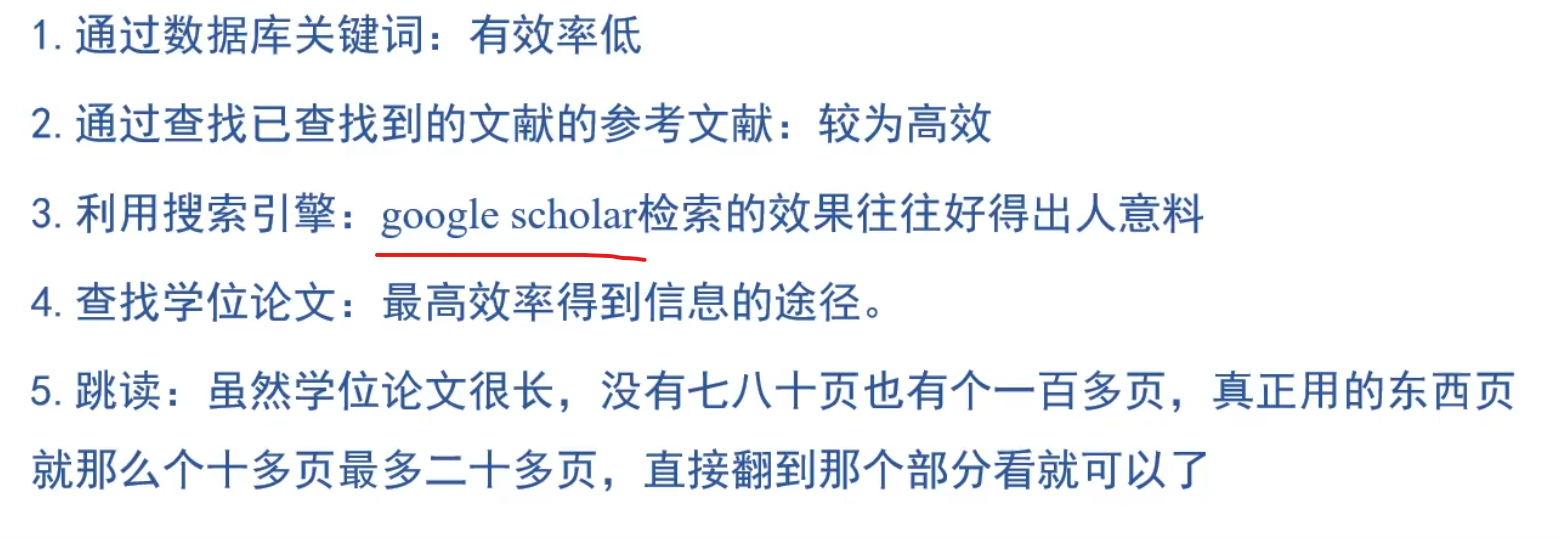 1. 通过数据库关键词：有效率低
2. 通过查找已查找到的文献的参考文献：较为高效
3. 利用搜索引擎：google scholar检索的效果往往好得出人意料
4. 查找学位论文：最高效率得到信息的途径。
5. 跳读：虽然学位论文很长，没有七八十页也有个一百多页，真正用的东西页
就那么个十多页最多二十多页，直接翻到那个部分看就可以了